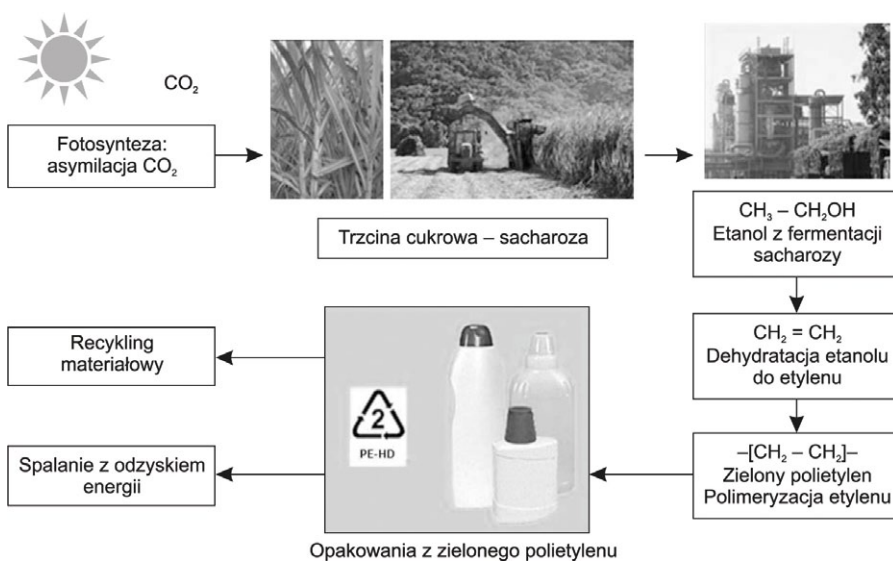 CO₂
Fotosynteza:
asymilacja CO₂
Trzcina cukrowa – sacharoza
CH₃ – CH₂OH
Etanol z fermentacji
sacharozy
CH₂ = CH₂
Dehydratacja etanolu
do etylenu
–[CH₂ – CH₂]–
Zielony polietylen
Polimeryzacja etylenu
2
PE-HD
Opakowania z zielonego polietylenu
Recykling
materiałowy
Spalanie z odzyskiem
energii